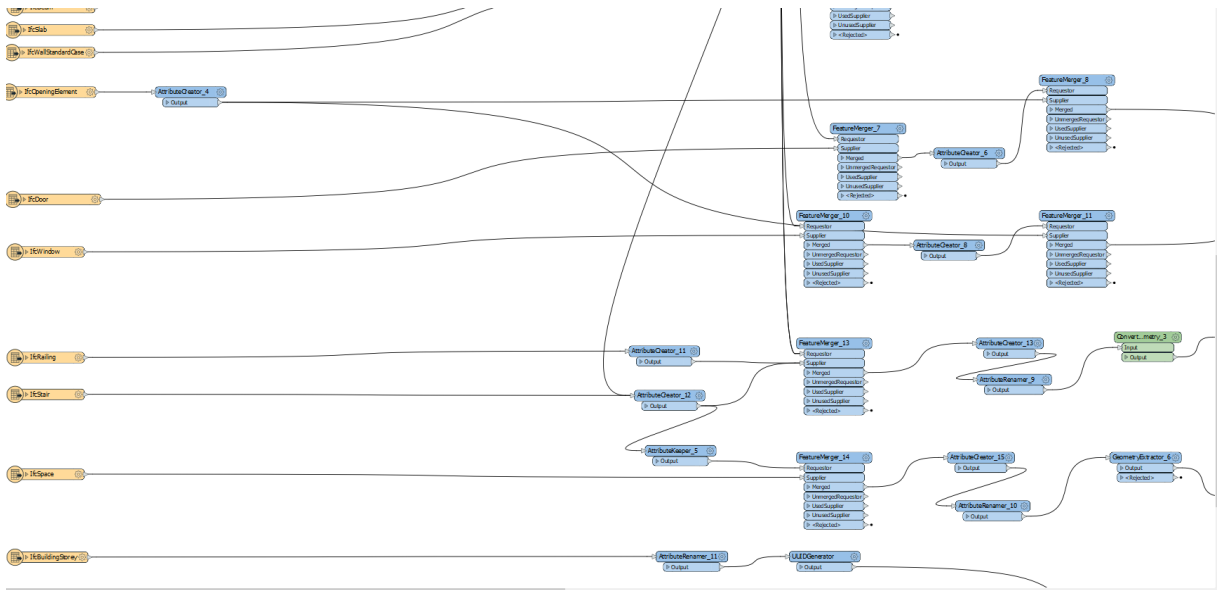 IfcSlab
IfcWallStandardCase
IfcOpeningElement
AttributeCreator_4
Output
IfcDoor
IfcWindow
IfcRailing
IfcStair
IfcSpace
IfcBuildingStorey
UsedSupplier
UnusedSupplier
<Rejected>
FeatureMerger_7
Requestor
Supplier
Merged
UnmergedRequestor
UsedSupplier
UnusedSupplier
<Rejected>
AttributeCreator_6
Output
FeatureMerger_8
Requestor
Supplier
Merged
UnmergedRequestor
UsedSupplier
UnusedSupplier
<Rejected>
FeatureMerger_10
Requestor
Supplier
Merged
UnmergedRequestor
UsedSupplier
UnusedSupplier
<Rejected>
AttributeCreator_8
Output
FeatureMerger_11
Requestor
Supplier
Merged
UnmergedRequestor
UsedSupplier
UnusedSupplier
<Rejected>
AttributeCreator_11
Output
AttributeCreator_12
Output
FeatureMerger_13
Requestor
Supplier
Merged
UnmergedRequestor
UsedSupplier
UnusedSupplier
<Rejected>
AttributeCreator_13
Output
AttributeRenamer_9
Output
Convert...metry_3
Input
Output
AttributeKeeper_5
Output
FeatureMerger_14
Requestor
Supplier
Merged
UnmergedRequestor
UsedSupplier
UnusedSupplier
<Rejected>
AttributeCreator_15
Output
AttributeRenamer_10
Output
GeometryExtractor_6
Output
<Rejected>
AttributeRenamer_11
Output
UUIDGenerator
Output